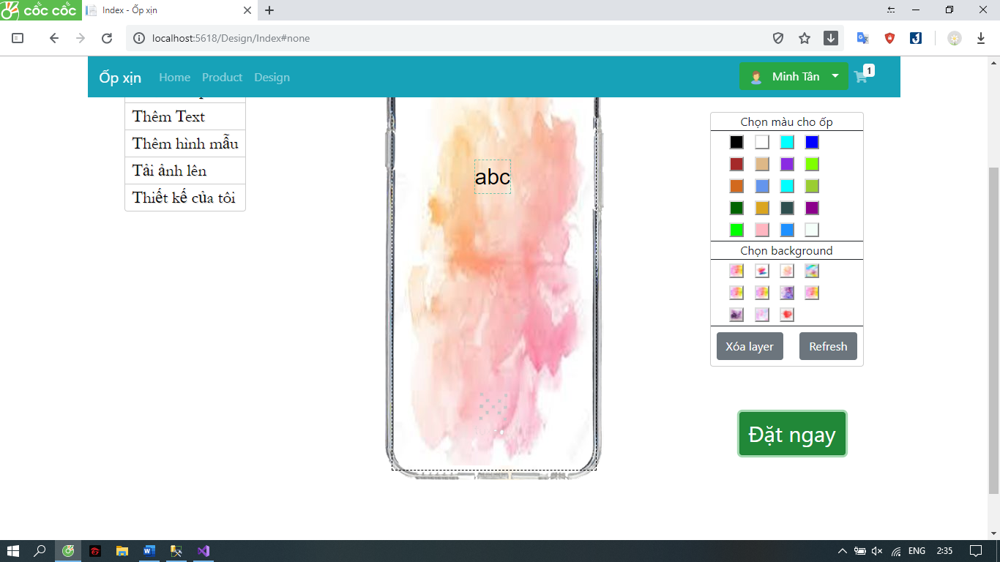 cốc cốc
Index - Ốp xịn
localhost:5618/Design/Index#none
Ốp xịn
Home
Product
Design
Minh Tân
1
Thêm Text
Thêm hình mẫu
Tải ảnh lên
Thiết kế của tôi
abc
Chọn màu cho ốp
Chọn background
Xóa layer
Refresh
Đặt ngay
ENG
2:35